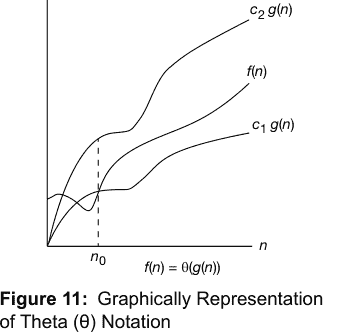 c2 g(n)
f(n)
c1 g(n)
n
n0
f(n) = θ(g(n))
Figure 11: Graphically Representation
of Theta (θ) Notation